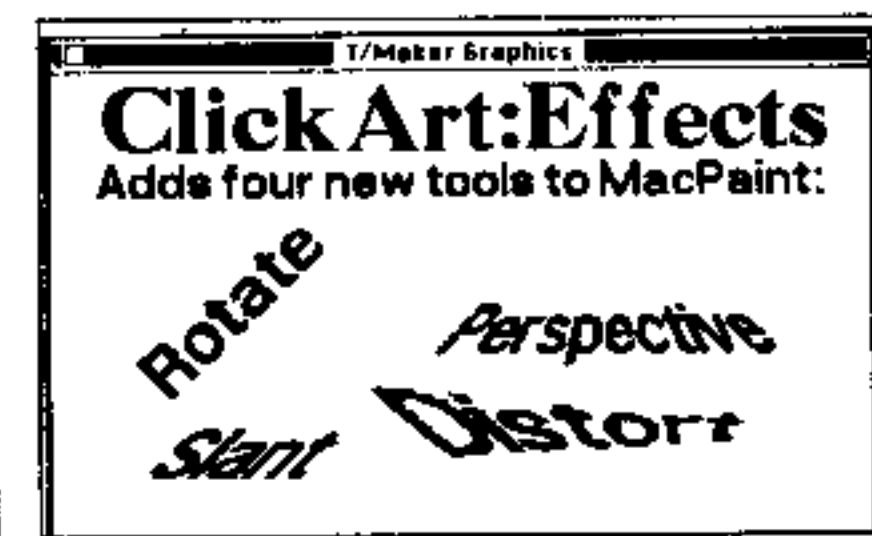 T/Maker Graphics
Click Art:Effects
Adds four new tools to MacPaint:
Rotate
Perspective
Slant
Distort